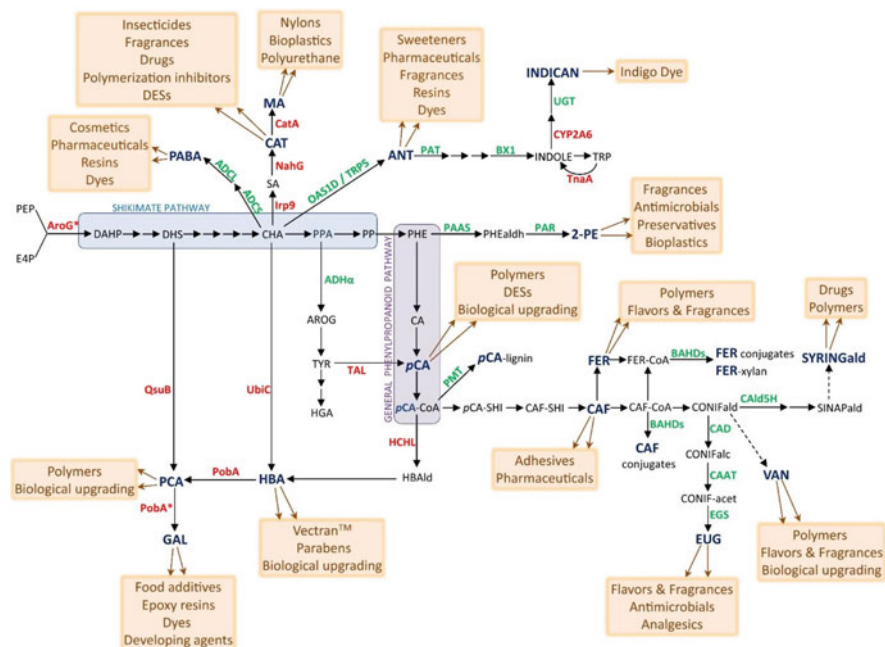 Insecticides
Fragrances
Drugs
Polymerization inhibitors
DESs
Nylons
Bioplastics
Polyurethane
Sweeteners
Pharmaceuticals
Fragrances
Resins
Dyes
INDICAN
Indigo Dye
UGT
CYP2A6
MA
CatA
Cosmetics
Pharmaceuticals
Resins
Dyes
PABA
CAT
NahG
SA
Irp9
ADCL
ADCS
OAS1D / TRPS
ANT
PAT
BX1
INDOLE
TRP
TnaA
PEP
E4P
AroG*
SHIKIMATE PATHWAY
DAHP
DHS
CHA
PPA
PP
PHE
PAAS
PHEaldh
PAR
2-PE
Fragrances
Antimicrobials
Preservatives
Bioplastics
GENERAL PHENYLPROPANOID PATHWAY
ADHα
AROG
TYR
HGA
TAL
CA
pCA
Polymers
DESs
Biological upgrading
PMT
pCA-lignin
QsuB
UbiC
pCA-CoA
pCA-SHI
CAF-SHI
CAF
CAF-CoA
CONIFald
CAld5H
SINAPald
Polymers
Flavors & Fragrances
FER
FER-CoA
BAHDs
FER conjugates
FER-xylan
Drugs
Polymers
SYRINGald
HCHL
HBAld
BAHDs
CAF
conjugates
Adhesives
Pharmaceuticals
CAD
CONIFalc
CAAT
CONIF-acet
EGS
EUG
VAN
Polymers
Biological upgrading
PCA
PobA
HBA
PobA*
GAL
Vectran™
Parabens
Biological upgrading
Food additives
Epoxy resins
Dyes
Developing agents
Flavors & Fragrances
Antimicrobials
Analgesics
Polymers
Flavors & Fragrances
Biological upgrading